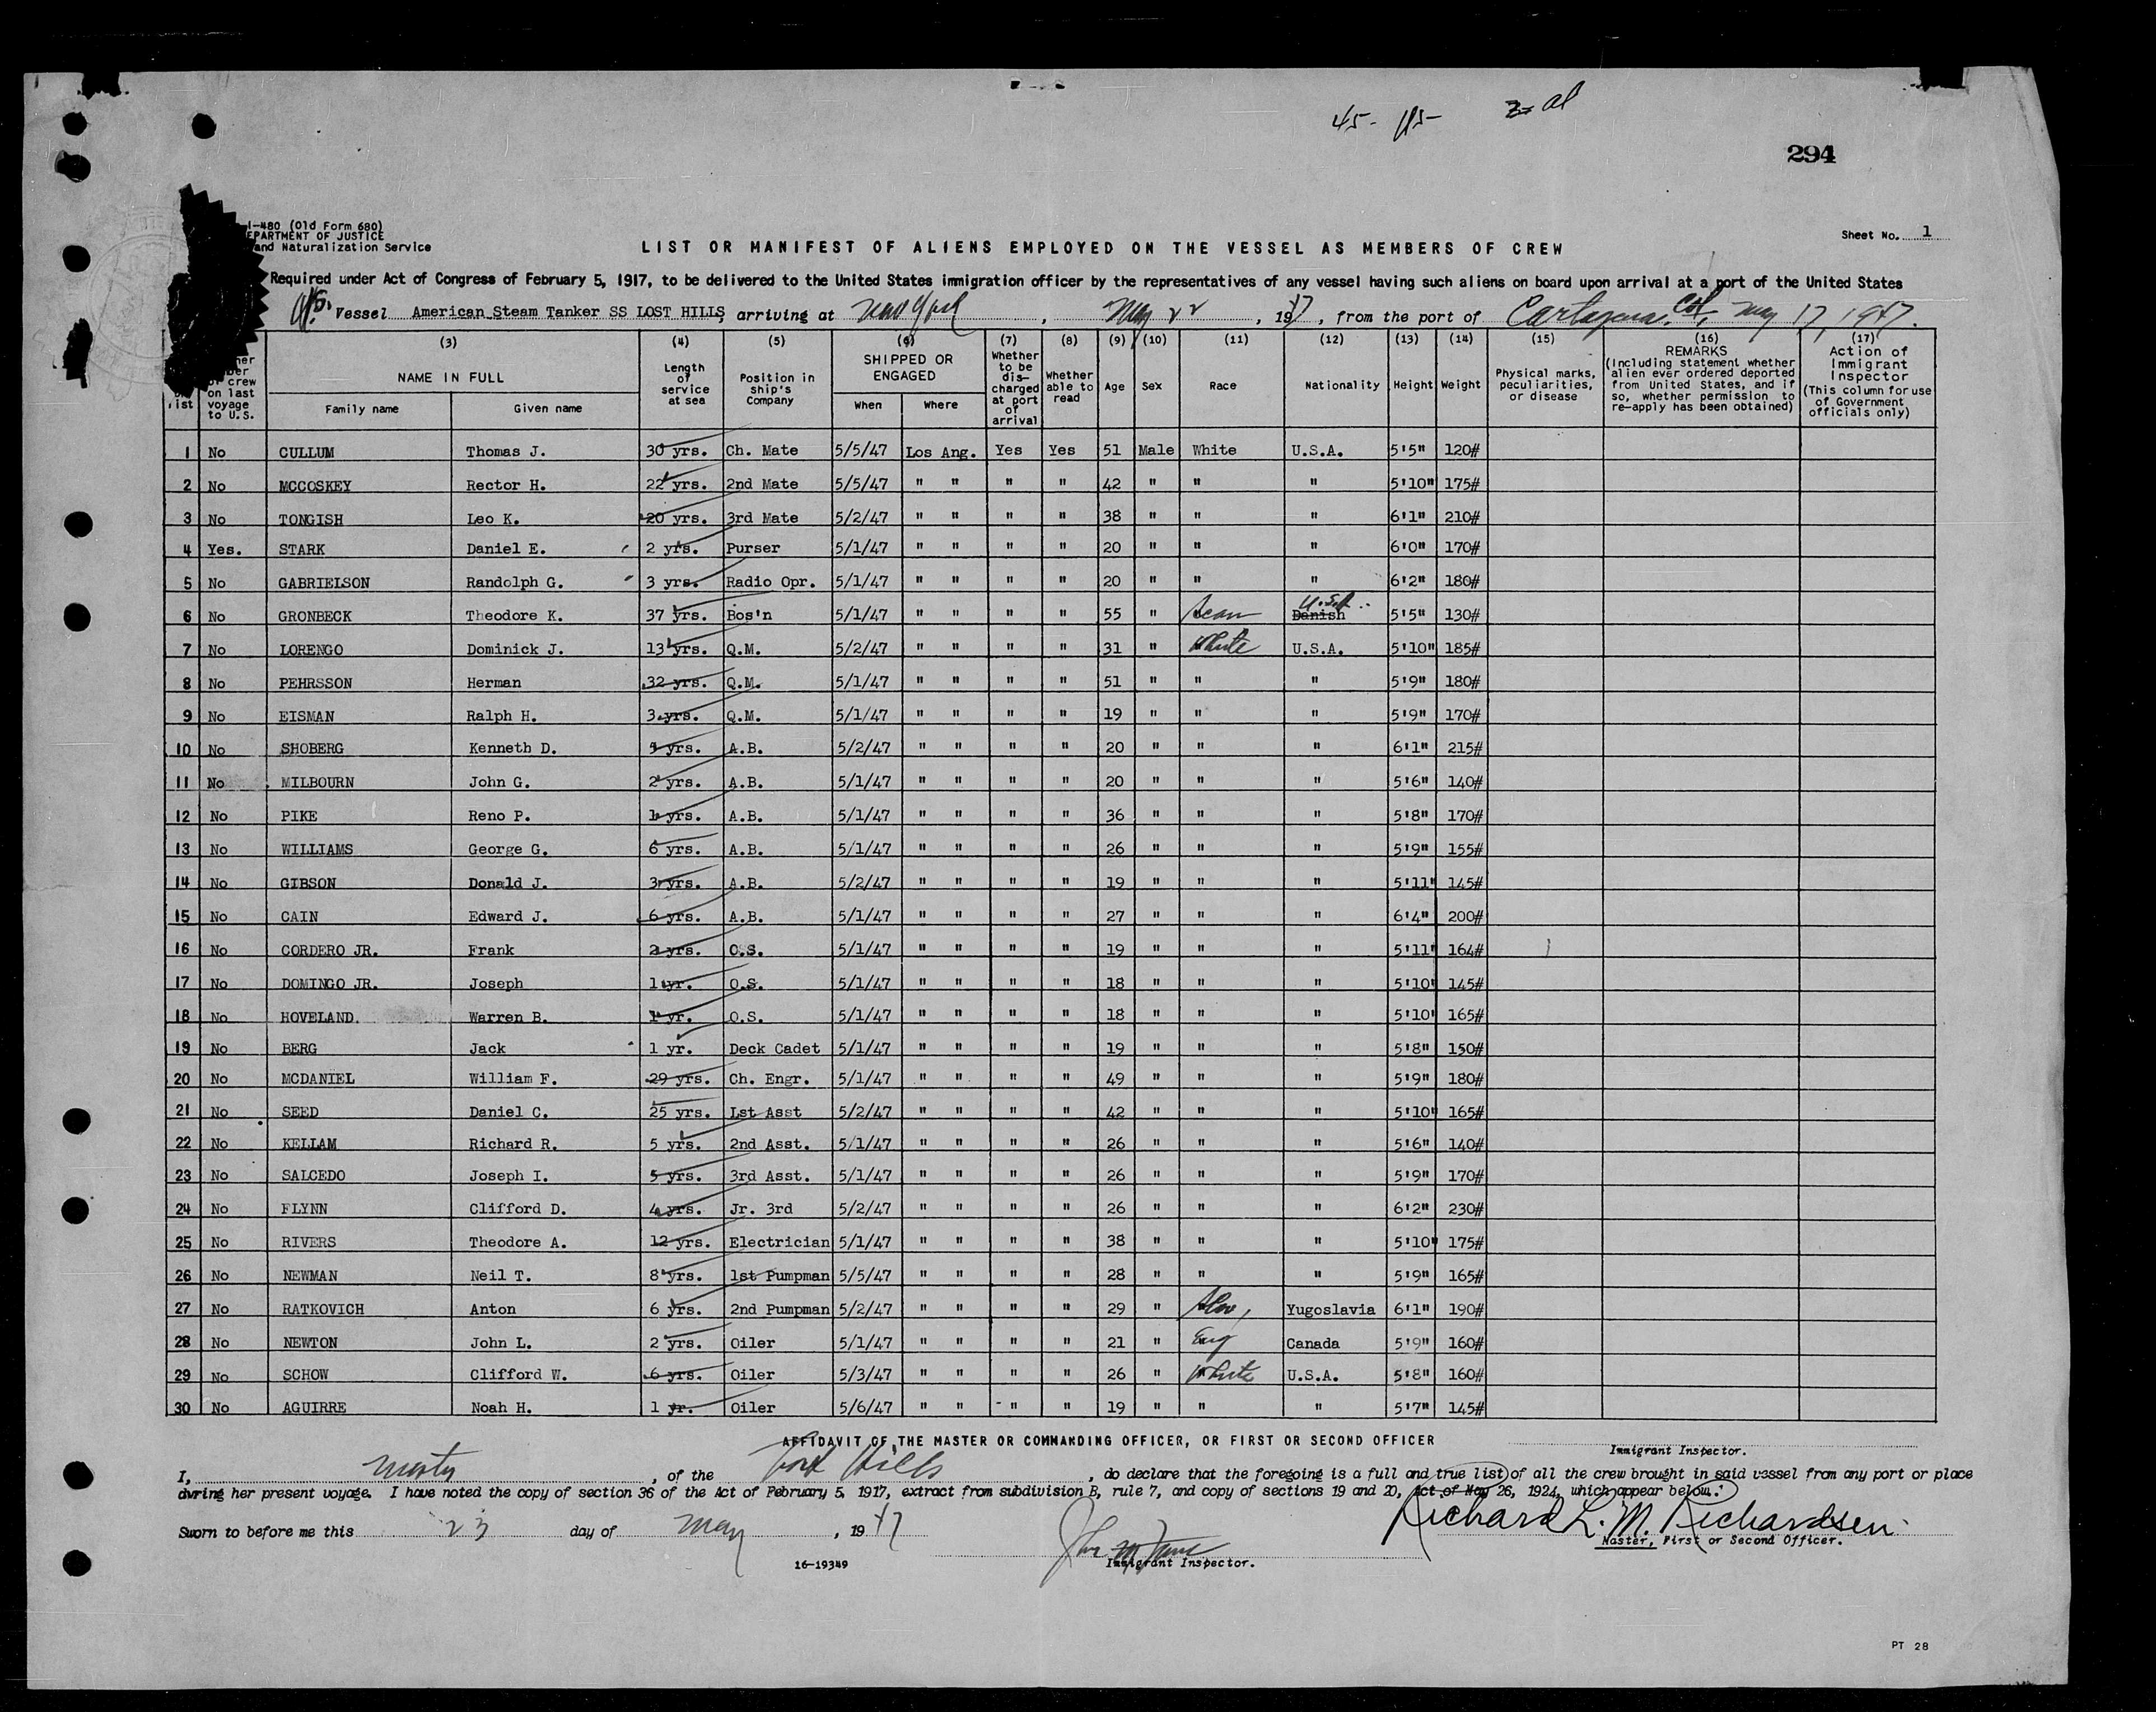 45-
294
I-480 (Old Form 680)
DEPARTMENT OF JUSTICE
and Naturalization Service
LIST OR MANIFEST OF ALIENS EMPLOYED ON THE VESSEL AS MEMBERS OF CREW
Sheet No. 1
Required under Act of Congress of February 5, 1917, to be delivered to the United States immigration officer by the representatives of any vessel having such aliens on board upon arrival at a port of the United States
Vessel American Steam Tanker SS LOST HILLS, arriving at New York, May 22, 1947, from the port of Cartagena, Col, May 17, 1947.
(3) (4) (5) (6) (7) (8) (9) (10) (11) (12) (13) (14) (15) (16) (17)
of crew on last voyage to U.S. NAME IN FULL Family name Given name Length of service at sea Position in ship's Company SHIPPED OR ENGAGED When Where Whether to be discharged at port of arrival Whether able to read Age Sex Race Nationality Height Weight Physical marks, peculiarities, or disease REMARKS (Including statement whether alien ever ordered deported from United States, and if so, whether permission to re-apply has been obtained) Action of Immigrant Inspector (This column for use of Government officials only)
1 No CULLUM Thomas J. 30 yrs. Ch. Mate 5/5/47 Los Ang. Yes Yes 51 Male White U.S.A. 5'5" 120#
2 No MCCOSKEY Rector H. 22 yrs. 2nd Mate 5/5/47 " " " " 42 " " " 5'10" 175#
3 No TONGISH Leo K. 20 yrs. 3rd Mate 5/2/47 " " " " 38 " " " 6'1" 210#
4 Yes. STARK Daniel E. 2 yrs. Purser 5/1/47 " " " " 20 " " " 6'0" 170#
5 No GABRIELSON Randolph G. 3 yrs. Radio Opr. 5/1/47 " " " " 20 " " " 6'2" 180#
6 No GRONBECK Theodore K. 37 yrs. Bos'n 5/1/47 " " " " 55 " Scan Danish U.S.A. 5'5" 130#
7 No LORENGO Dominick J. 13 yrs. Q.M. 5/2/47 " " " " 31 " White U.S.A. 5'10" 185#
8 No PEHRSSON Herman 32 yrs. Q.M. 5/1/47 " " " " 51 " " " 5'9" 180#
9 No EISMAN Ralph H. 3 yrs. Q.M. 5/1/47 " " " " 19 " " " 5'9" 170#
10 No SHOBERG Kenneth D. yrs. A.B. 5/2/47 " " " " 20 " " " 6'1" 215#
11 No MILBOURN John G. 2 yrs. A.B. 5/1/47 " " " " 20 " " " 5'6" 140#
12 No PIKE Reno P. yrs. A.B. 5/1/47 " " " " 36 " " " 5'8" 170#
13 No WILLIAMS George G. 6 yrs. A.B. 5/1/47 " " " " 26 " " " 5'9" 155#
14 No GIBSON Donald J. 3 yrs. A.B. 5/2/47 " " " " 19 " " " 5'11" 145#
15 No CAIN Edward J. 6 yrs. A.B. 5/1/47 " " " " 27 " " " 6'4" 200#
16 No CORDERO JR. Frank 2 yrs. O.S. 5/1/47 " " " " 19 " " " 5'11" 164#
17 No DOMINGO JR. Joseph 1 yr. O.S. 5/1/47 " " " " 18 " " " 5'10" 145#
18 No HOVELAND Warren B. 1 yr. O.S. 5/1/47 " " " " 18 " " " 5'10" 165#
19 No BERG Jack 1 yr. Deck Cadet 5/1/47 " " " " 19 " " " 5'8" 150#
20 No MCDANIEL William F. 29 yrs. Ch. Engr. 5/1/47 " " " " 49 " " " 5'9" 180#
21 No SEED Daniel C. 25 yrs. 1st Asst 5/2/47 " " " " 42 " " " 5'10" 165#
22 No KELLAM Richard R. 5 yrs. 2nd Asst. 5/1/47 " " " " 26 " " " 5'6" 140#
23 No SALCEDO Joseph I. 5 yrs. 3rd Asst. 5/1/47 " " " " 26 " " " 5'9" 170#
24 No FLYNN Clifford D. 4 yrs. Jr. 3rd 5/2/47 " " " " 26 " " " 6'2" 230#
25 No RIVERS Theodore A. 12 yrs. Electrician 5/1/47 " " " " 38 " " " 5'10" 175#
26 No NEWMAN Neil T. 8 yrs. 1st Pumpman 5/5/47 " " " " 28 " " " 5'9" 165#
27 No RATKOVICH Anton 6 yrs. 2nd Pumpman 5/2/47 " " " " 29 " Slov, Yugoslavia 6'1" 190#
28 No NEWTON John L. 2 yrs. Oiler 5/1/47 " " " " 21 " Eng Canada 5'9" 160#
29 No SCHOW Clifford W. 6 yrs. Oiler 5/3/47 " " " " 26 " White U.S.A. 5'8" 160#
30 No AGUIRRE Noah H. 1 yr. Oiler 5/6/47 " " " " 19 " " " 5'7" 145#
AFFIDAVIT OF THE MASTER OR COMMANDING OFFICER, OR FIRST OR SECOND OFFICER
Immigrant Inspector.
I, Master, of the Lost Hills, do declare that the foregoing is a full and true list of all the crew brought in said vessel from any port or place
during her present voyage. I have noted the copy of section 36 of the Act of February 5, 1917, extract from subdivision B, rule 7, and copy of sections 19 and 20, Act of May 26, 1924, which appear below.
Sworn to before me this 23 day of May, 1947
Richard L. M. Richardsen
Master, First or Second Officer.
16-19349
Immigrant Inspector.
PT 28